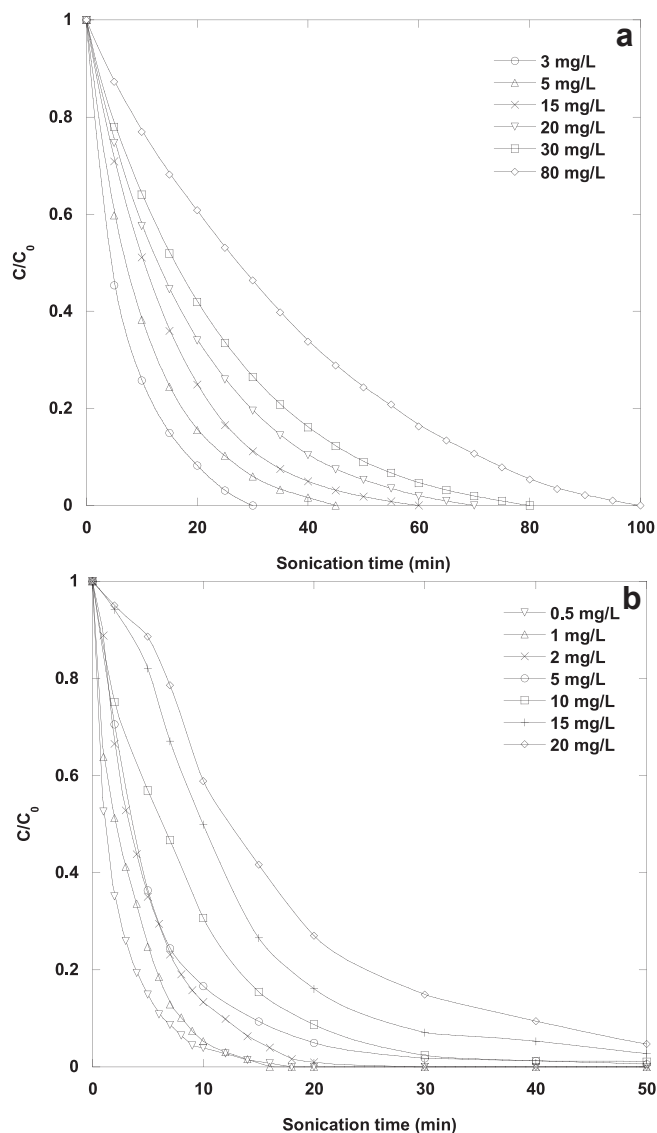 a
3 mg/L
5 mg/L
15 mg/L
20 mg/L
30 mg/L
80 mg/L
1
0.8
0.6
0.4
0.2
0
C/C0
0 20 40 60 80 100
Sonication time (min)
b
0.5 mg/L
1 mg/L
2 mg/L
5 mg/L
10 mg/L
15 mg/L
20 mg/L
1
0.8
0.6
0.4
0.2
0
C/C0
0 10 20 30 40 50
Sonication time (min)